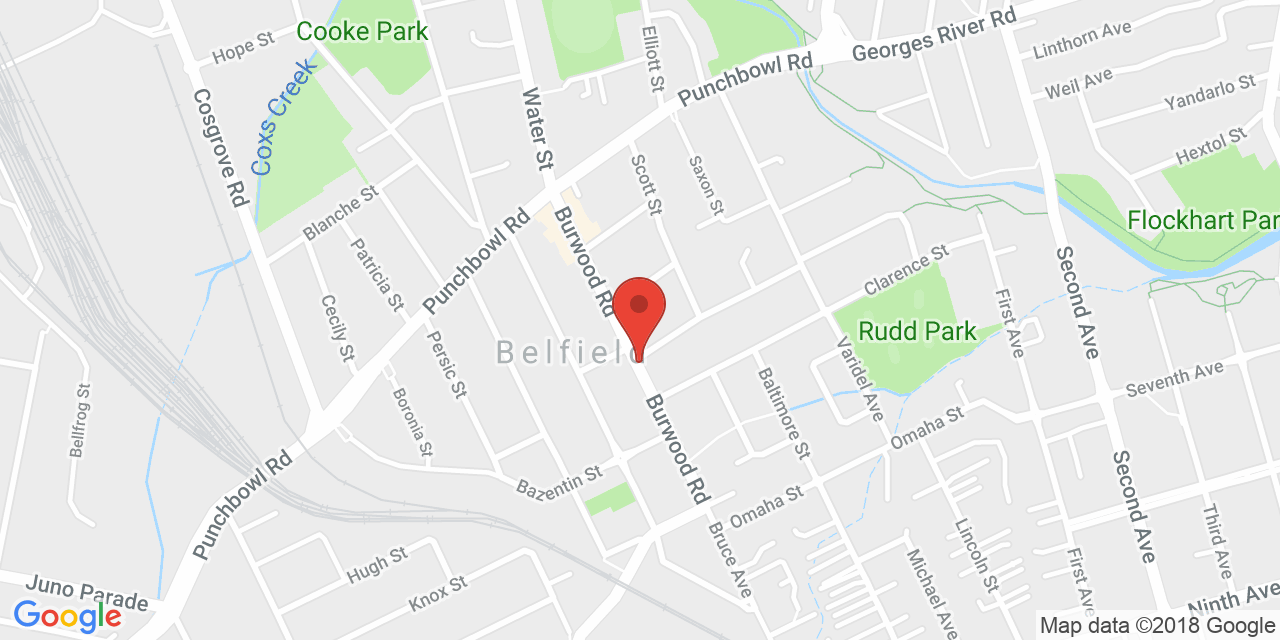 Cooke Park
Hope St
Coxs Creek
Cosgrove Rd
Water St
Elliott St
Punchbowl Rd
Georges River Rd
Linthorn Ave
Weil Ave
Yandarlo St
Hextol St
Flockhart Par
Blanche St
Scott St
Saxon St
Punchbowl Rd
Burwood Rd
Patricia St
Cecily St
Persic St
Clarence St
Second Ave
First Ave
Rudd Park
Belfield
Varidel Ave
Baltimore St
Seventh Ave
Bellfrog St
Boronia St
Burwood Rd
Omaha St
Punchbowl Rd
Bazentin St
Omaha St
Second Ave
Third Ave
Bruce Ave
Lincoln St
Michael Ave
First Ave
Hugh St
Knox St
Juno Parade
Ninth Ave
Google
Map data ©2018 Google